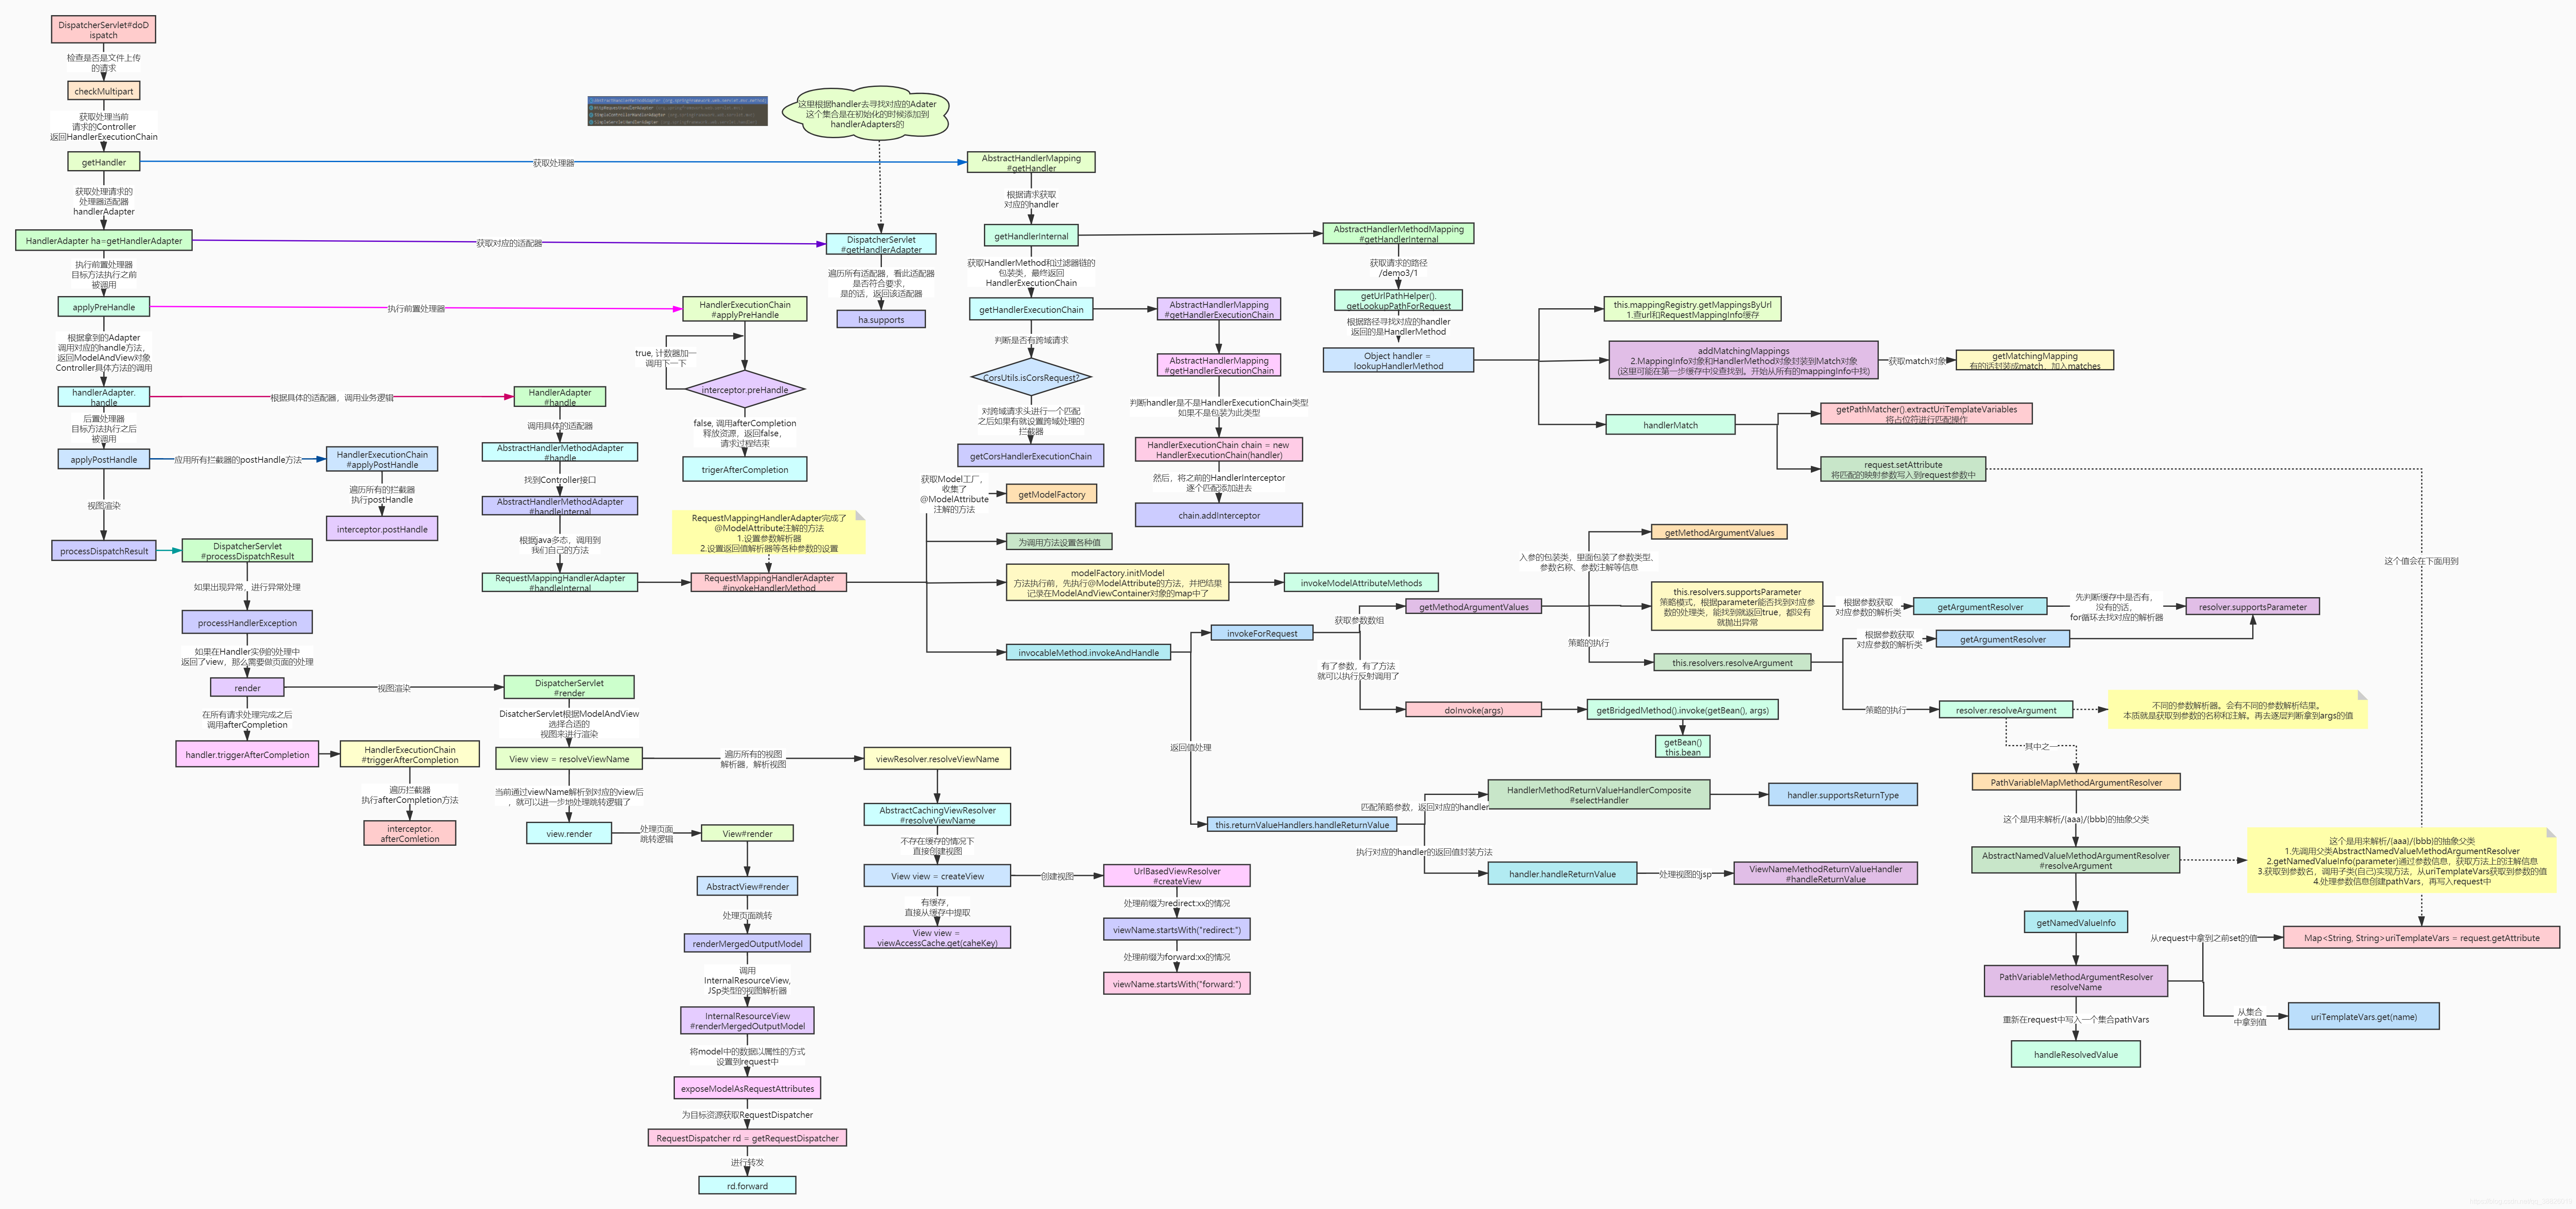 DispatcherServlet#doD
ispatch
检查是否是文件上传
的请求
checkMultipart
获取处理当前
请求的Controller
返回HandlerExecutionChain
getHandler
获取处理器
获取处理请求的
处理器适配器
handlerAdapter
HandlerAdapter ha=getHandlerAdapter
获取对应的适配器
执行前置处理器
目标方法执行之前
被调用
applyPreHandle
执行前置处理器
根据拿到的Adapter
调用对应的handle方法，
返回ModelAndView对象
Controller具体方法的调用
handlerAdapter.
handle
根据具体的适配器，调用业务逻辑
后置处理器
目标方法执行之后
被调用
applyPostHandle
应用所有拦截器的postHandle方法
HandlerExecutionChain
#applyPostHandle
遍历所有的拦截器
执行postHandle
interceptor.postHandle
视图渲染
processDispatchResult
DispatcherServlet
#processDispatchResult
如果出现异常，进行异常处理
processHandlerException
如果在Handler实例的处理中
返回了view，那么需要做页面的处理
render
视图渲染
在所有请求处理完成之后
调用afterCompletion
handler.triggerAfterCompletion
HandlerExecutionChain
#triggerAfterCompletion
遍历拦截器
执行afterCompletion方法
interceptor.
afterComletion
这里根据handler去寻找对应的Adater
这个集合是在初始化的时候添加到
handlerAdapters的
DispatcherServlet
#getHandlerAdapter
遍历所有适配器，看此适配器
是否符合要求，
是的话，返回该适配器
ha.supports
HandlerExecutionChain
#applyPreHandle
true, 计数器加一
调用下一下
interceptor.preHandle
false, 调用afterCompletion
释放资源，返回false，
请求过程结束
trigerAfterCompletion
HandlerAdapter
#handle
调用具体的适配器
AbstractHandlerMethodAdapter
#handle
找到Controller接口
AbstractHandlerMethodAdapter
#handleInternal
根据java多态，调用到
我们自己的方法
RequestMappingHandlerAdapter
#handleInternal
RequestMappingHandlerAdapter完成了
@ModelAttribute注解的方法
1.设置参数解析器
2.设置返回值解析器等各种参数的设置
RequestMappingHandlerAdapter
#invokeHandlerMethod
DispatcherServlet
#render
DisatcherServlet根据ModelAndView
选择合适的
视图来进行渲染
View view = resolveViewName
遍历所有的视图
解析器，解析视图
当前通过viewName解析到对应的view后
，就可以进一步地处理跳转逻辑了
view.render
处理页面
跳转逻辑
View#render
AbstractView#render
处理页面跳转
renderMergedOutputModel
调用
InternalResourceView,
JSp类型的视图解析器
InternalResourceView
#renderMergedOutputModel
将model中的数据以属性的方式
设置到request中
exposeModelAsRequestAttributes
为目标资源获取RequestDispatcher
RequestDispatcher rd = getRequestDispatcher
进行转发
rd.forward
viewResolver.resolveViewName
AbstractCachingViewResolver
#resolveViewName
不存在缓存的情况下
直接创建视图
View view = createView
创建视图
有缓存，
直接从缓存中提取
View view =
viewAccessCache.get(caheKey)
UrlBasedViewResolver
#createView
处理前缀为redirect:xx的情况
viewName.startsWith("redirect:")
处理前缀为forward:xx的情况
viewName.startsWith("forward:")
AbstractHandlerMapping
#getHandler
根据请求获取
对应的handler
getHandlerInternal
获取HandlerMethod和过滤器链的
包装类，最终返回
HandlerExecutionChain
getHandlerExecutionChain
判断是否有跨域请求
CorsUtils.isCorsRequest?
对跨域请求头进行一个匹配
之后如果有就设置跨域处理的
拦截器
getCorsHandlerExecutionChain
AbstractHandlerMapping
#getHandlerExecutionChain
AbstractHandlerMapping
#getHandlerExecutionChain
判断handler是不是HandlerExecutionChain类型
如果不是包装为此类型
HandlerExecutionChain chain = new
HandlerExecutionChain(handler)
然后，将之前的HandlerInterceptor
逐个匹配添加进去
chain.addInterceptor
获取Model工厂，
收集了
@ModelAttribute
注解的方法
getModelFactory
为调用方法设置各种值
modelFactory.initModel
方法执行前，先执行@ModelAttribute的方法，并把结果
记录在ModelAndViewContainer对象的map中了
invokeModelAttributeMethods
invocableMethod.invokeAndHandle
AbstractHandlerMethodMapping
#getHandlerInternal
获取请求的路径
/demo3/1
getUrlPathHelper().
getLookupPathForRequest
根据路径寻找对应的handler
返回的是HandlerMethod
Object handler =
lookupHandlerMethod
this.mappingRegistry.getMappingsByUrl
1.查url和RequestMappingInfo缓存
addMatchingMappings
2.MappingInfo对象和HandlerMethod对象封装到Match对象
(这里可能在第一步缓存中没查找到。开始从所有的mappingInfo中找)
获取match对象
getMatchingMapping
有的话封装成match，加入matches
handlerMatch
getPathMatcher().extractUriTemplateVariables
将占位符进行匹配操作
request.setAttribute
将匹配的映射参数写入到request参数中
这个值会在下面用到
invokeForRequest
获取参数数组
getMethodArgumentValues
入参的包装类，里面包装了参数类型、
参数名称、参数注解等信息
getMethodArgumentValues
this.resolvers.supportsParameter
策略模式，根据parameter能否找到对应参
数的处理类，能找到就返回true，都没有
就抛出异常
根据参数获取
对应参数的解析类
getArgumentResolver
先判断缓存中是否有，
没有的话，
for循环去找对应的解析器
resolver.supportsParameter
策略的执行
this.resolvers.resolveArgument
根据参数获取
对应参数的解析类
getArgumentResolver
策略的执行
resolver.resolveArgument
不同的参数解析器。会有不同的参数解析结果。
本质就是获取到参数的名称和注解。再去逐层判断拿到args的值
有了参数，有了方法
就可以执行反射调用了
doInvoke(args)
getBridgedMethod().invoke(getBean(), args)
getBean()
this.bean
返回值处理
this.returnValueHandlers.handleReturnValue
匹配策略参数，返回对应的handler
HandlerMethodReturnValueHandlerComposite
#selectHandler
handler.supportsReturnType
执行对应的handler的返回值封装方法
handler.handleReturnValue
处理视图的jsp
ViewNameMethodReturnValueHandler
#handleReturnValue
其中之一
PathVariableMapMethodArgumentResolver
这个是用来解析/(aaa)/(bbb)的抽象父类
AbstractNamedValueMethodArgumentResolver
#resolveArgument
这个是用来解析/(aaa)/(bbb)的抽象父类
1.先调用父类AbstractNamedValueMethodArgumentResolver
2.getNamedValueInfo(parameter)通过参数信息，获取方法上的注解信息
3.获取到参数名，调用子类(自己)实现方法，从uriTemplateVars获取到参数的值
4.处理参数信息创建pathVars，再写入request中
getNamedValueInfo
PathVariableMethodArgumentResolver
resolveName
从request中拿到之前set的值
Map<String, String>uriTemplateVars = request.getAttribute
从集合
中拿到值
uriTemplateVars.get(name)
重新在request中写入一个集合pathVars
handleResolvedValue